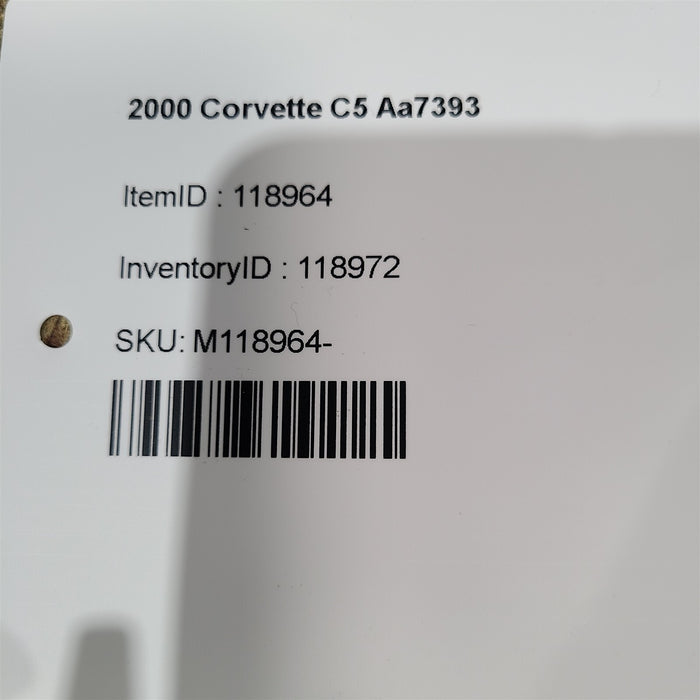 2000 Corvette C5 Aa7393
ItemID : 118964
InventoryID : 118972
SKU: M118964-